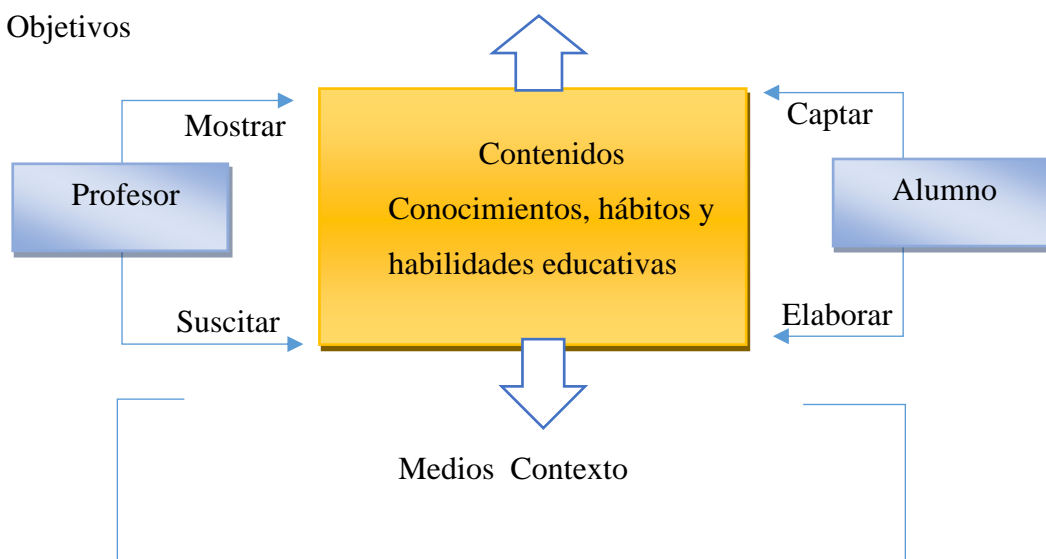 Objetivos
Mostrar
Captar
Profesor
Contenidos
Conocimientos, hábitos y
habilidades educativas
Alumno
Suscitar
Elaborar
Medios Contexto